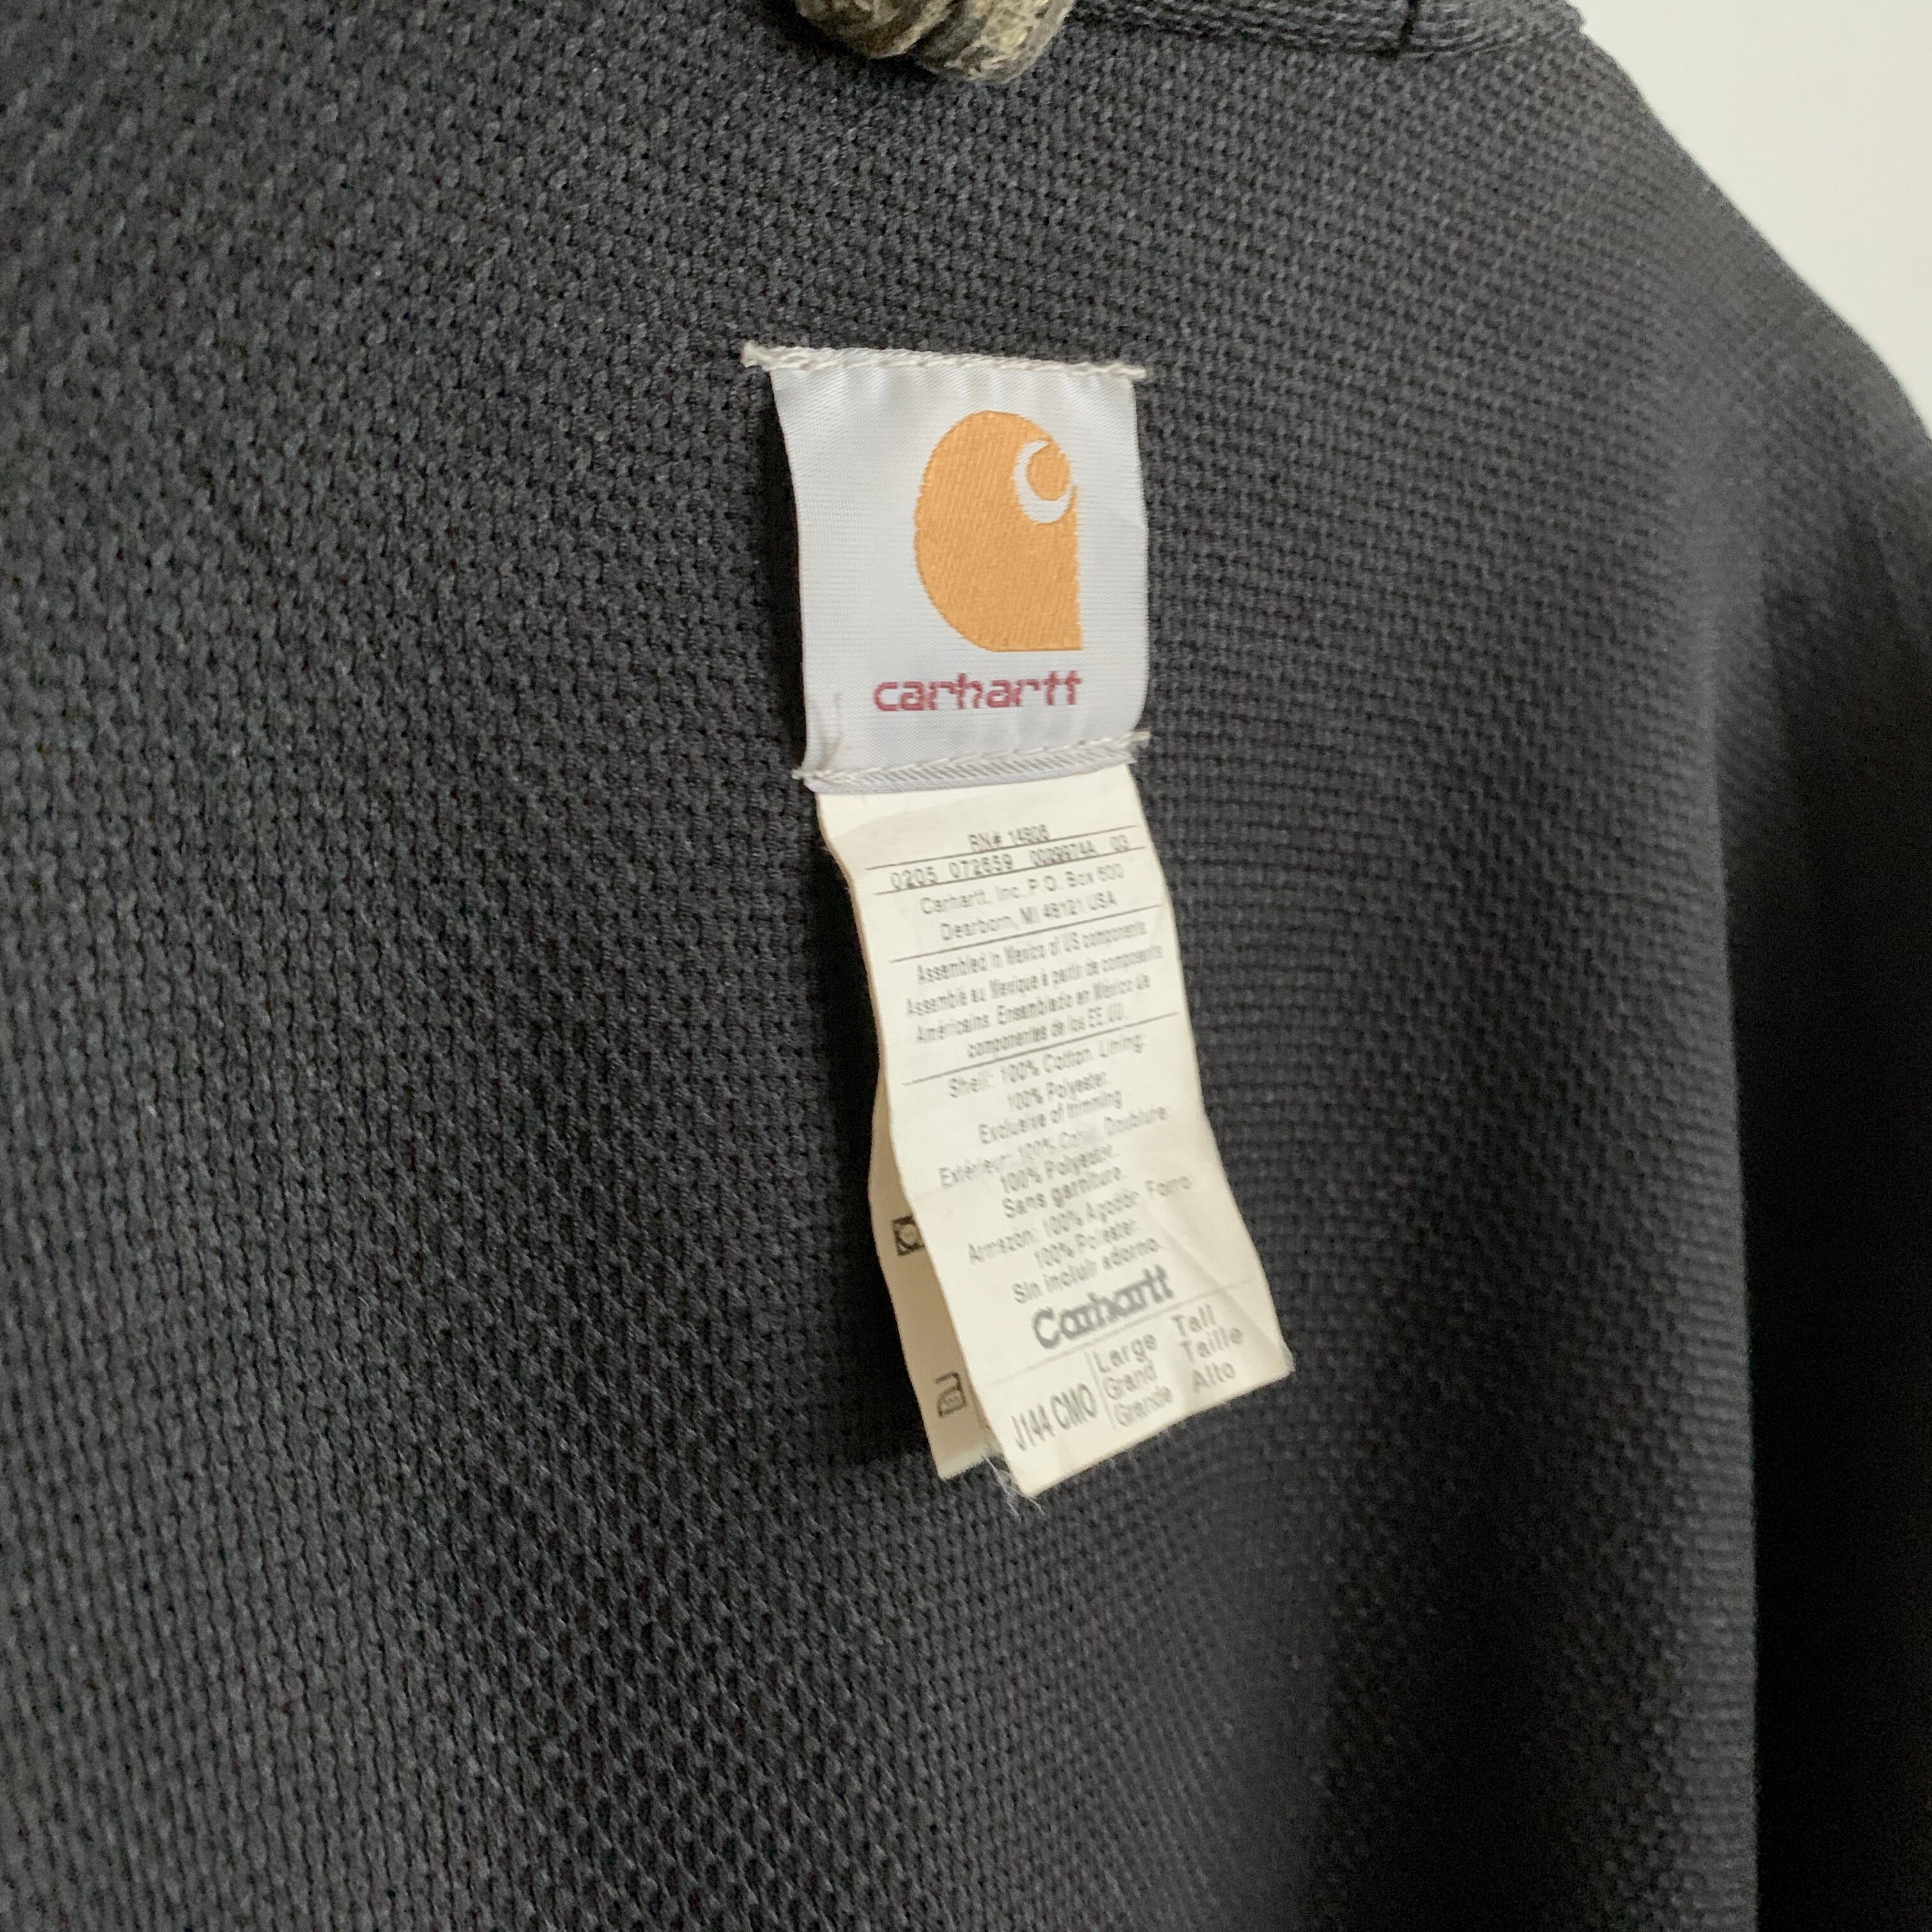 carhartt
RN# 14806
0205 072659 0029974A 03
Carhartt, Inc. P.O. Box 600
Dearborn, MI 48121 USA
Assembled in Mexico of US components.
Assemblé au Mexique à partir de composants
Américains. Ensamblado en México de
componentes de los EE.UU.
Shell: 100% Cotton. Lining:
100% Polyester.
Exclusive of trimming
Extérieur: 100% Coton. Doublure:
100% Polyester.
Sans garniture.
Armazón: 100% Agodór. Forro
100% Poliester.
Sin incluir adorno.
Carhartt
J144 CMO Large Tall
Grand Taille
Grande Alto